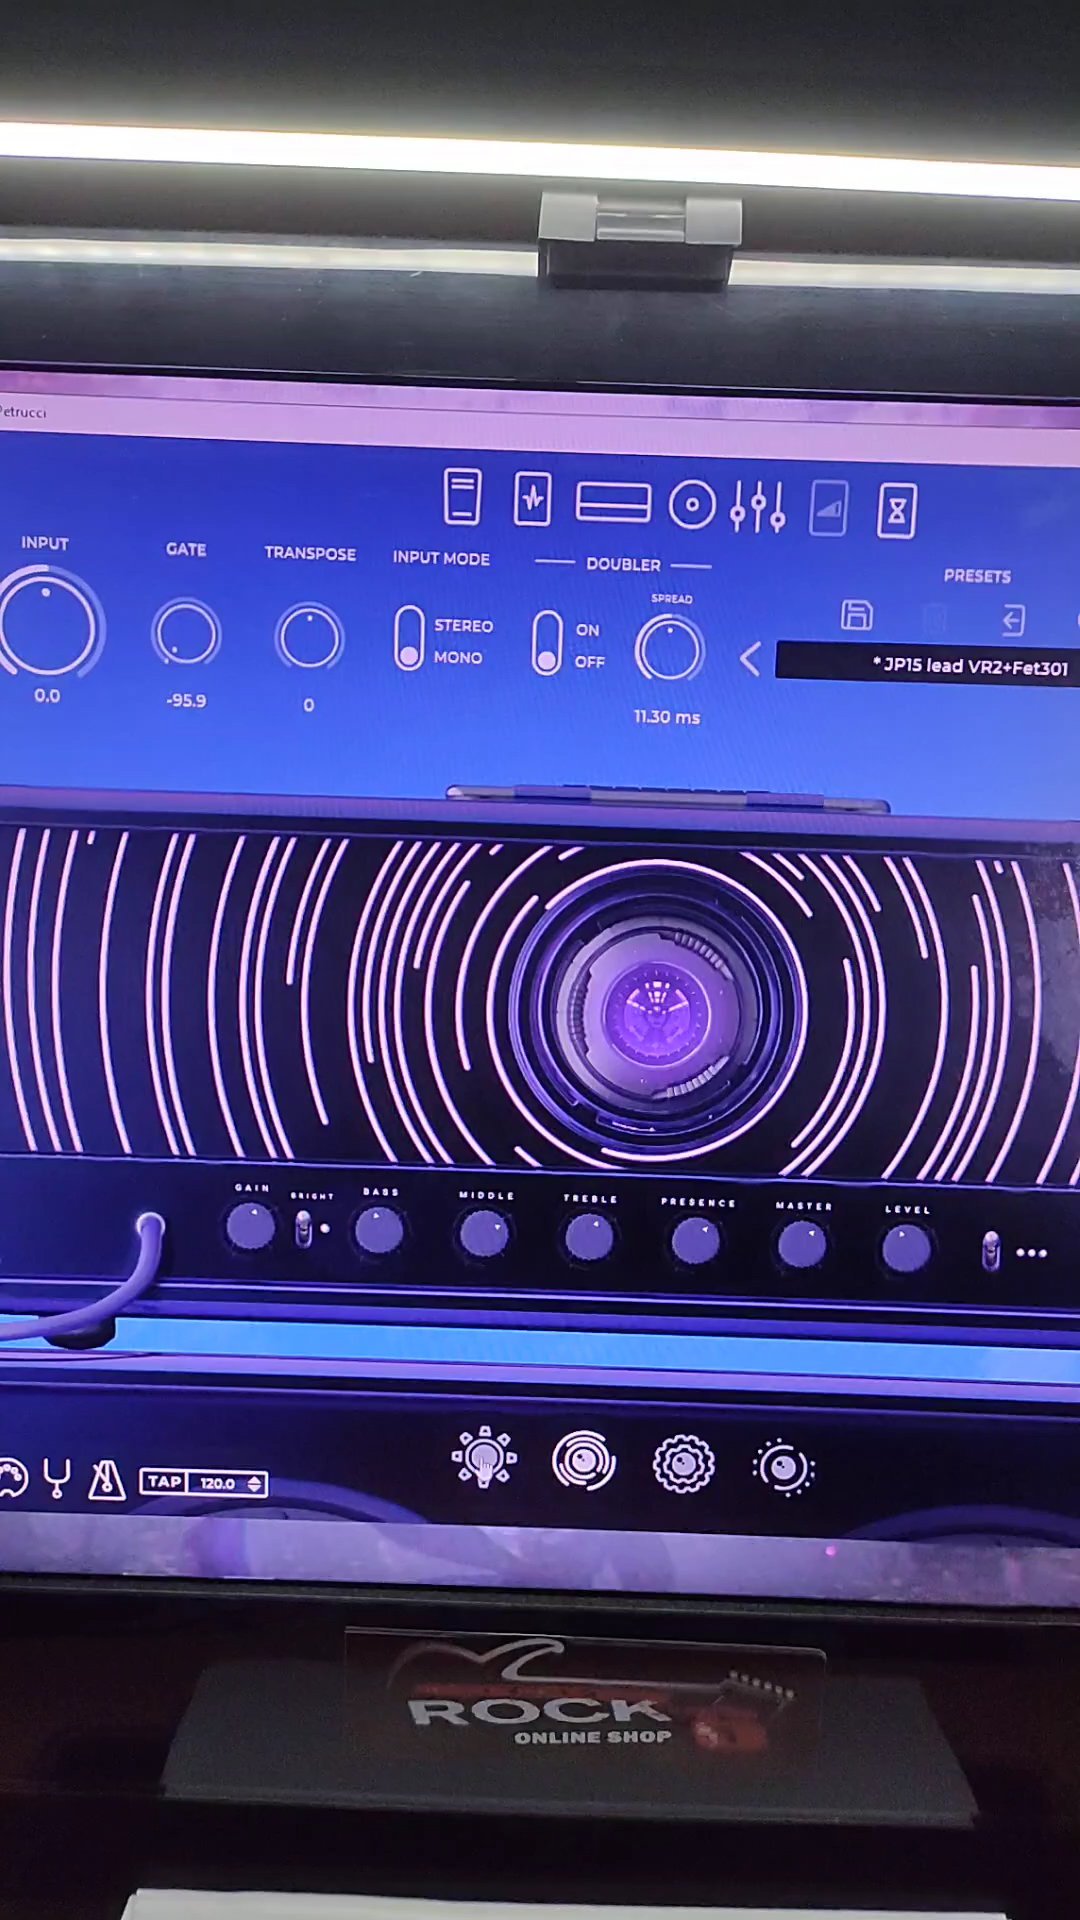 Petrucci
INPUT
GATE
TRANSPOSE
INPUT MODE
DOUBLER
PRESETS
SPREAD
STEREO
MONO
ON
OFF
* JP15 lead VR2+Fet301
0.0
-95.9
0
11.30 ms
GAIN
BRIGHT
BASS
MIDDLE
TREBLE
PRESENCE
MASTER
LEVEL
TAP 120.0
ROCK
ONLINE SHOP